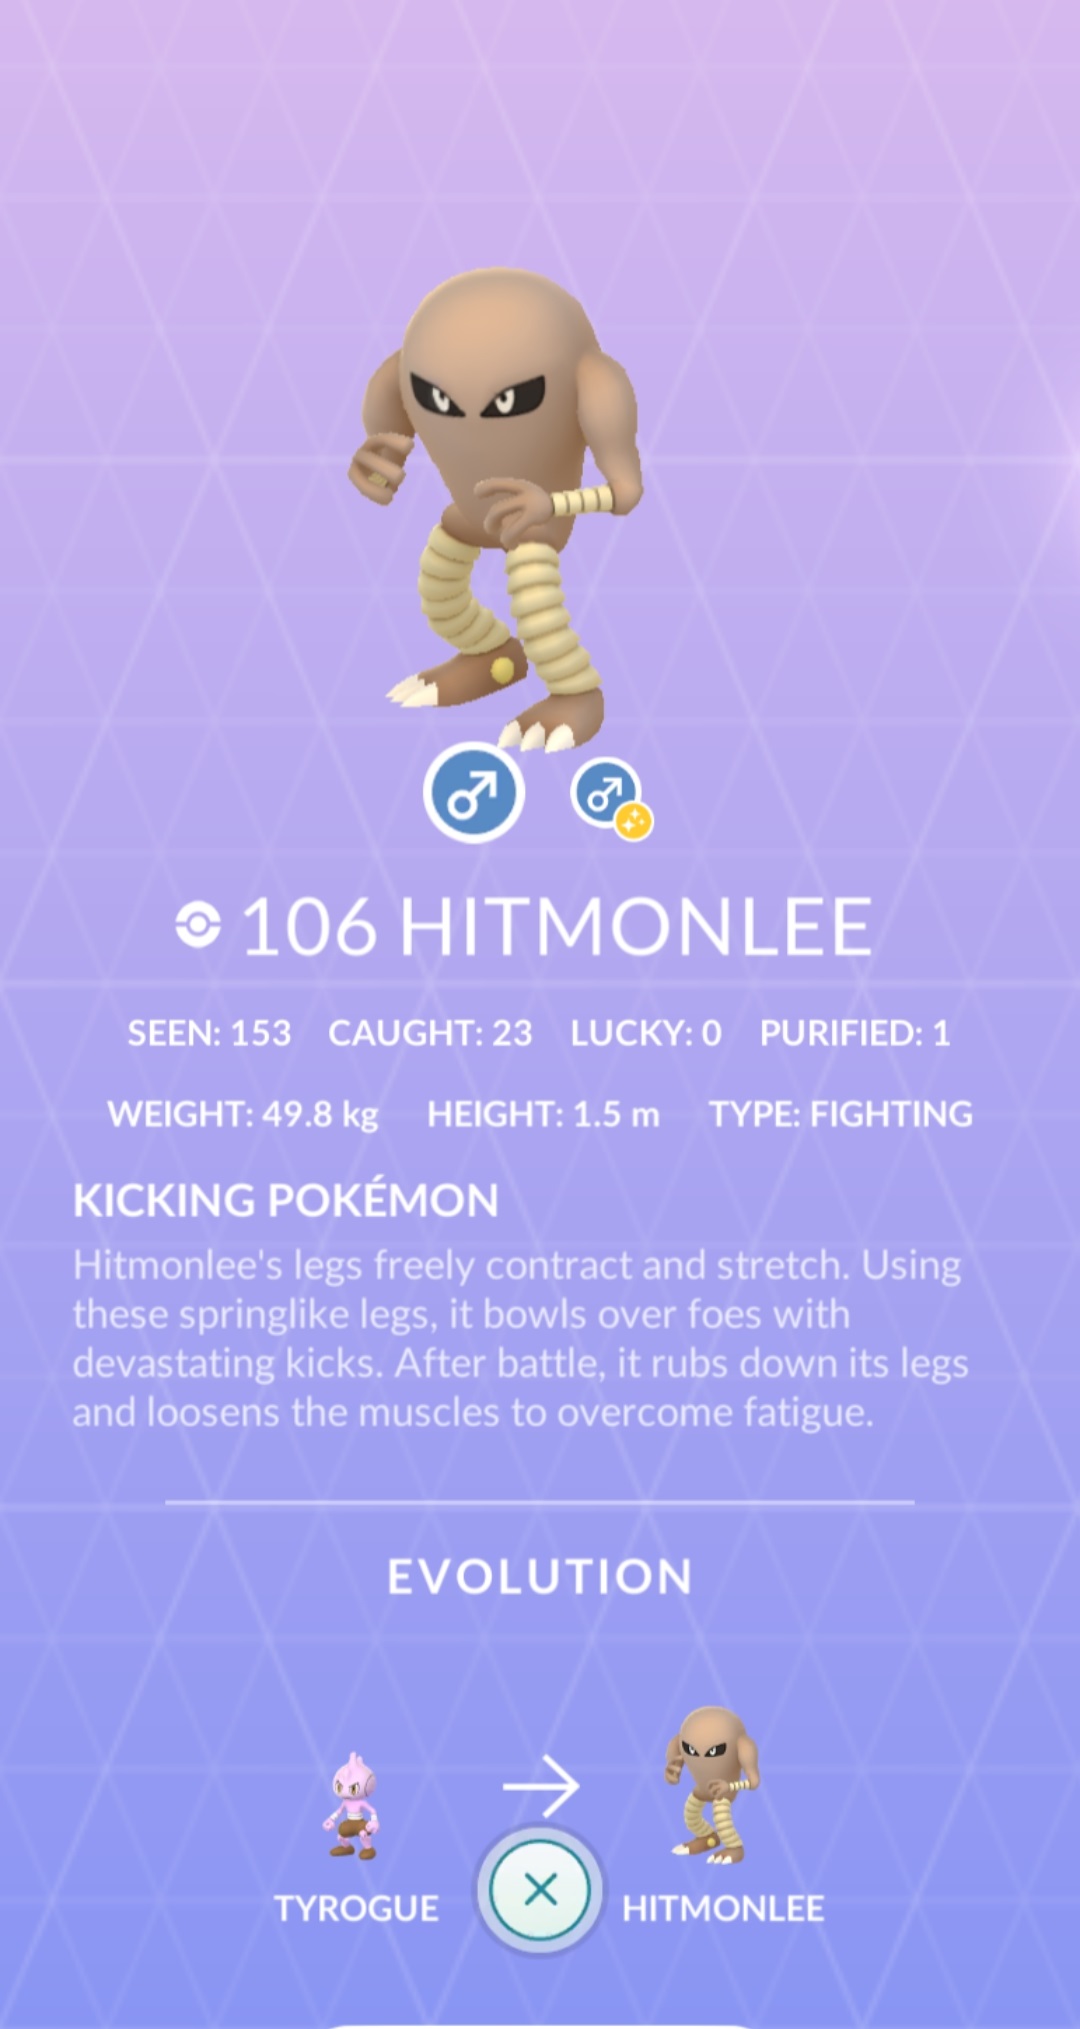 106 HITMONLEE
SEEN: 153 CAUGHT: 23 LUCKY: 0 PURIFIED: 1
WEIGHT: 49.8 kg HEIGHT: 1.5 m TYPE: FIGHTING
KICKING POKÉMON
Hitmonlee's legs freely contract and stretch. Using
these springlike legs, it bowls over foes with
devastating kicks. After battle, it rubs down its legs
and loosens the muscles to overcome fatigue.
EVOLUTION
TYROGUE HITMONLEE